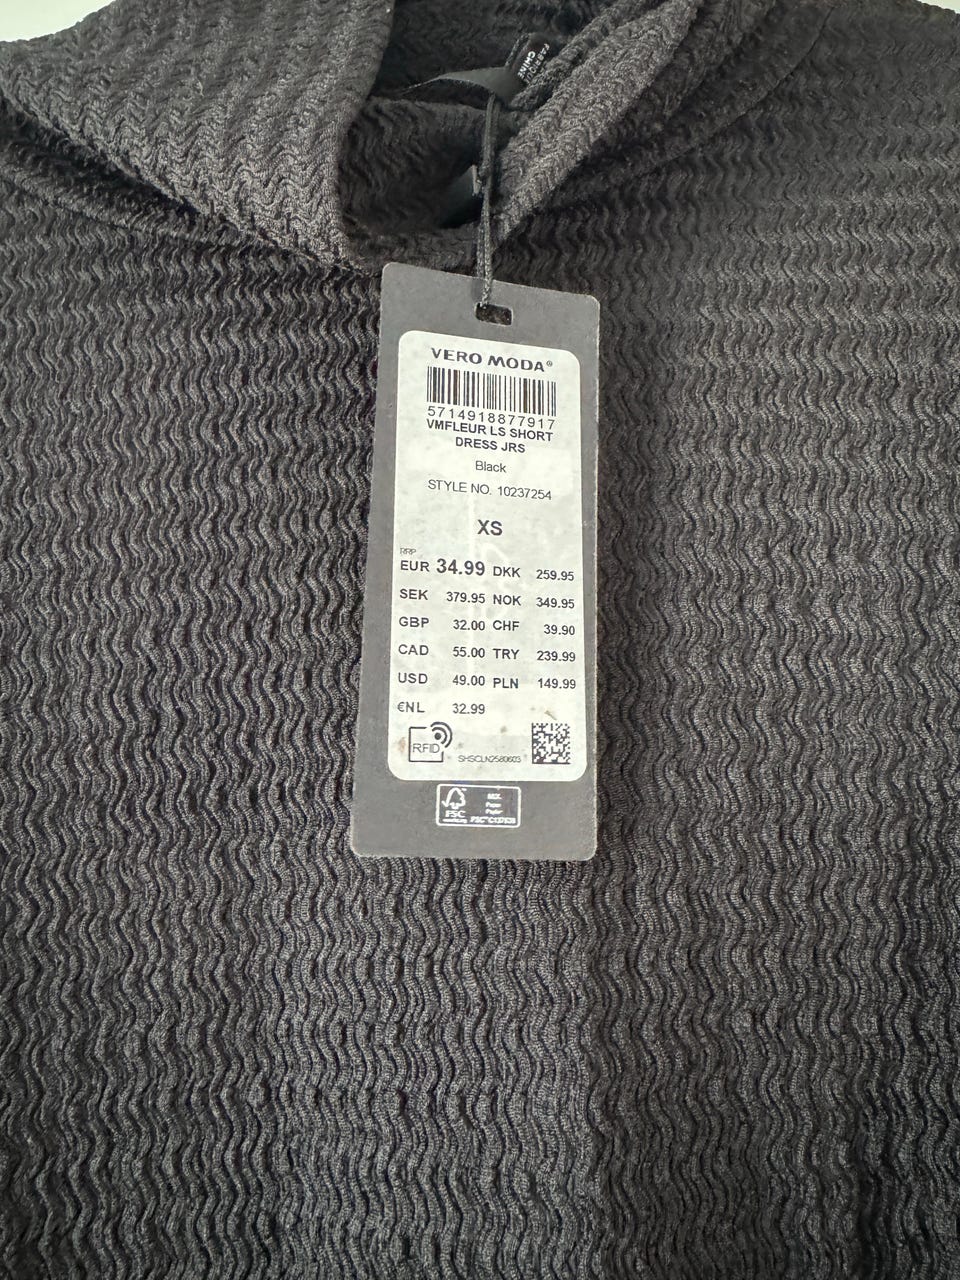 CHINE
VERO MODA®
5714918877917
VMFLEUR LS SHORT
DRESS JRS
Black
STYLE NO. 10237254
XS
RRP
EUR 34.99 DKK 259.95
SEK 379.95 NOK 349.95
GBP 32.00 CHF 39.90
CAD 55.00 TRY 239.99
USD 49.00 PLN 149.99
€NL 32.99
RFID
FSC
MIX